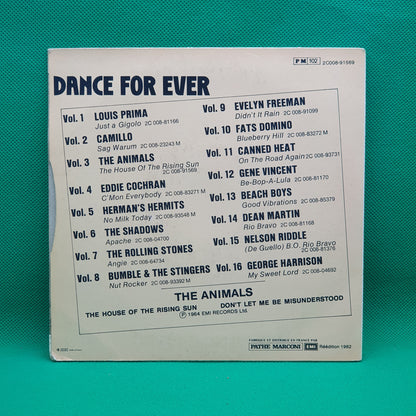 PM 102 2C008-91569
DANCE FOR EVER
Vol. 1 LOUIS PRIMA
Just a Gigolo 2C 008-81166
Vol. 2 CAMILLO
Sag Warum 2C 008-23243 M
Vol. 3 THE ANIMALS
The House Of The Rising Sun 2C 008-91569
Vol. 4 EDDIE COCHRAN
C'Mon Everybody 2C 008-83271 M
Vol. 5 HERMAN'S HERMITS
No Milk Today 2C 008-93548 M
Vol. 6 THE SHADOWS
Apache 2C 008-04700
Vol. 7 THE ROLLING STONES
Angie 2C 008-64734
Vol. 8 BUMBLE & THE STINGERS
Nut Rocker 2C 008-93392 M
Vol. 9 EVELYN FREEMAN
Didn't It Rain 2C 008-91099
Vol. 10 FATS DOMINO
Blueberry Hill 2C 008-83272 M
Vol. 11 CANNED HEAT
On The Road Again 2C 008-93731
Vol. 12 GENE VINCENT
Be-Bop-A-Lula 2C 008-81170
Vol. 13 BEACH BOYS
Good Vibrations 2C 008-85379
Vol. 14 DEAN MARTIN
Rio Bravo 2C 008-81168
Vol. 15 NELSON RIDDLE
(De Guello) B.O. Rio Bravo 2C 008-81376
Vol. 16 GEORGE HARRISON
My Sweet Lord 2C 008-04692
THE ANIMALS
THE HOUSE OF THE RISING SUN DON'T LET ME BE MISUNDERSTOOD
Ⓟ 1964 EMI RECORDS Ltd.
FABRIQUÉ ET DISTRIBUÉ EN FRANCE PAR
PATHE MARCONI EMI Réédition 1982